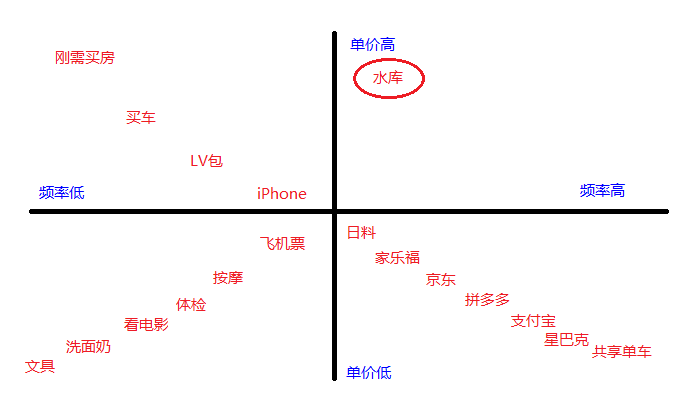 单价高
刚需买房
水库
买车
LV包
频率低
iPhone
频率高
日料
飞机票
家乐福
按摩
京东
拼多多
体检
支付宝
看电影
星巴克
洗面奶
共享单车
文具
单价低